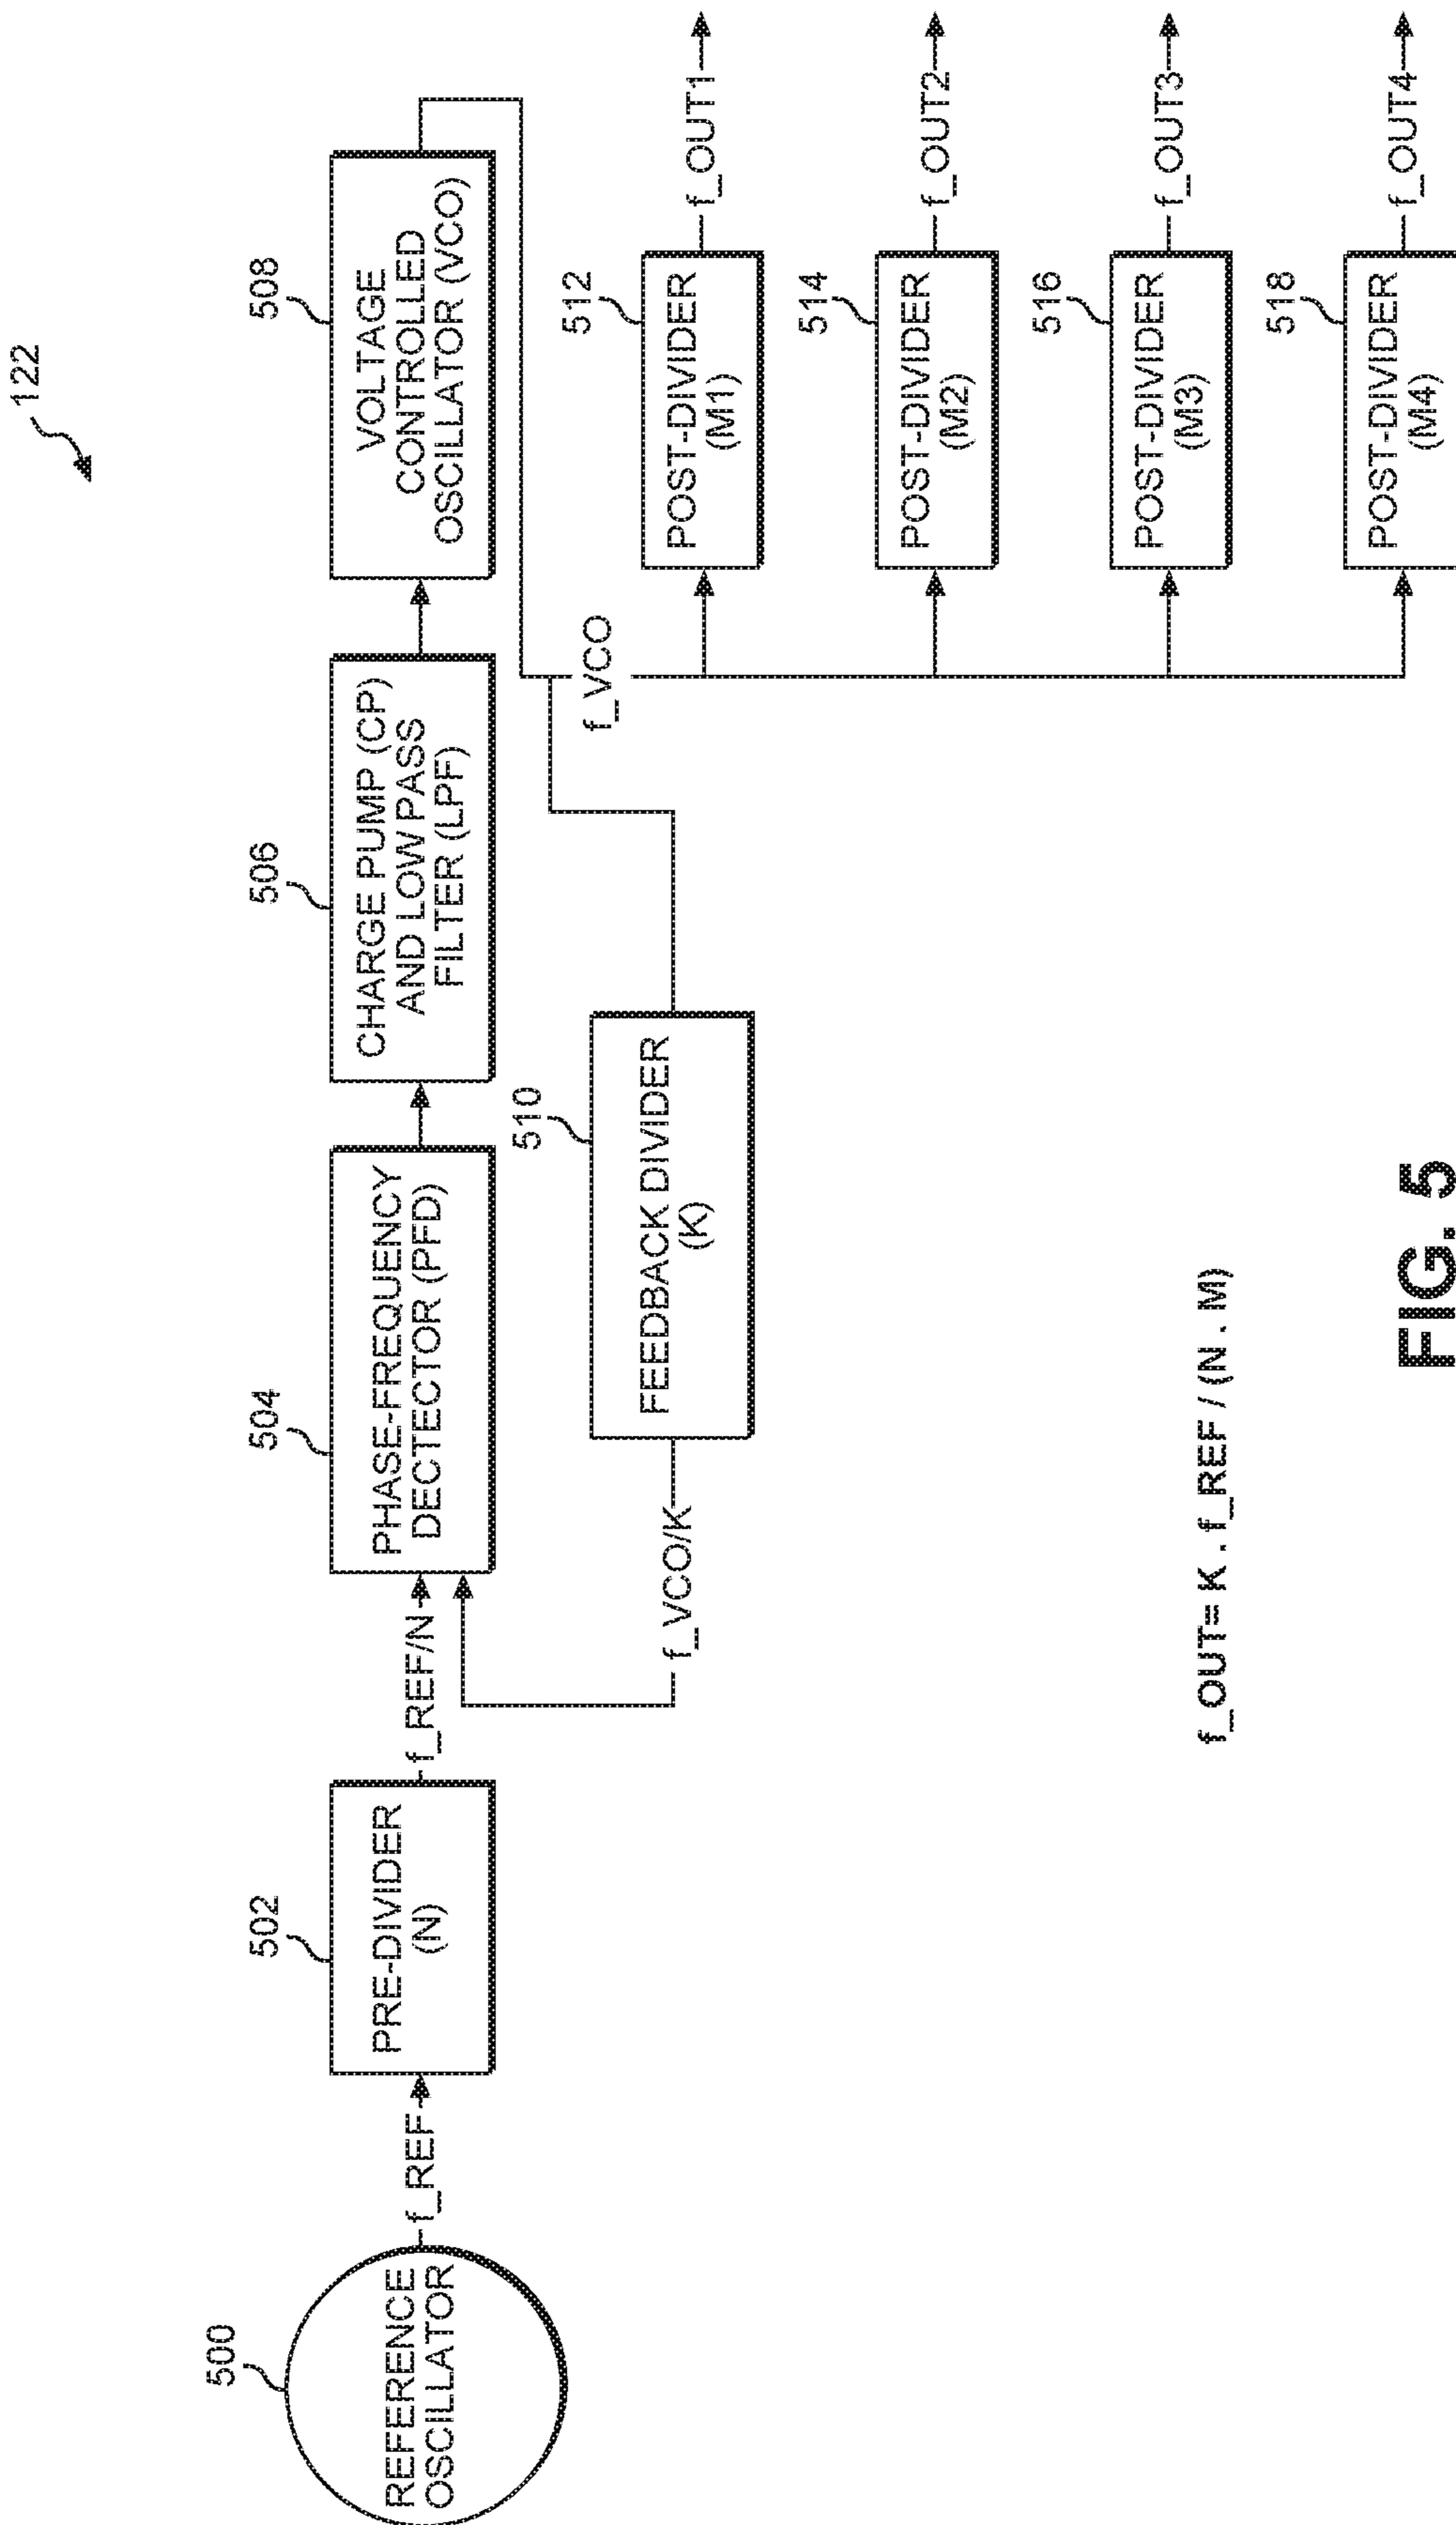 122
500
REFERENCE
OSCILLATOR
f_REF
502
PRE-DIVIDER
(N)
f_REF/N
504
PHASE-FREQUENCY
DECTECTOR (PFD)
506
CHARGE PUMP (CP)
AND LOW PASS
FILTER (LPF)
508
VOLTAGE
CONTROLLED
OSCILLATOR (VCO)
510
FEEDBACK DIVIDER
(K)
f_VCO/K
f_VCO
512
POST-DIVIDER
(M1)
f_OUT1
514
POST-DIVIDER
(M2)
f_OUT2
516
POST-DIVIDER
(M3)
f_OUT3
518
POST-DIVIDER
(M4)
f_OUT4
f_OUT= K . f_REF / (N . M)
FIG. 5